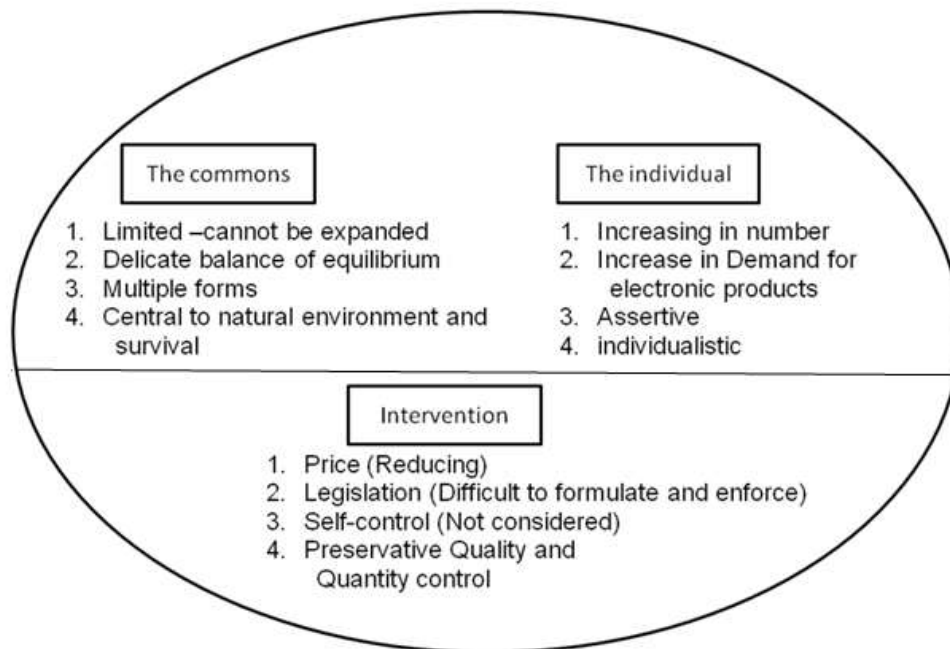 The commons
1. Limited –cannot be expanded
2. Delicate balance of equilibrium
3. Multiple forms
4. Central to natural environment and
survival
The individual
1. Increasing in number
2. Increase in Demand for
electronic products
3. Assertive
4. individualistic
Intervention
1. Price (Reducing)
2. Legislation (Difficult to formulate and enforce)
3. Self-control (Not considered)
4. Preservative Quality and
Quantity control